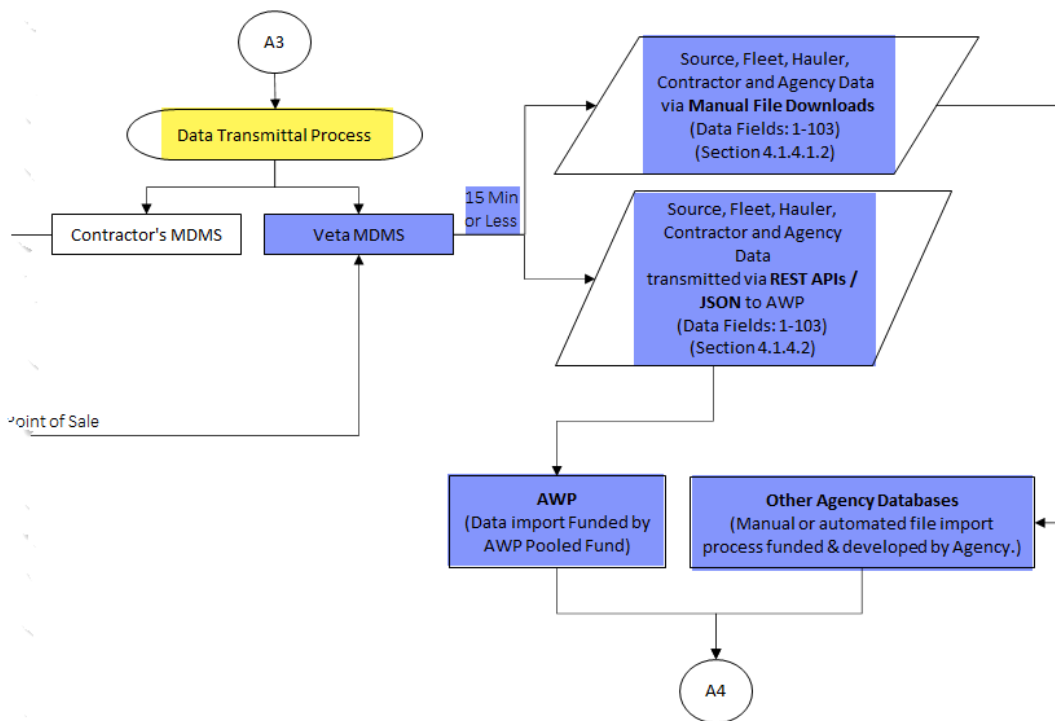 A3
Data Transmittal Process
Contractor's MDMS
Veta MDMS
15 Min
or Less
Source, Fleet, Hauler,
Contractor and Agency Data
via Manual File Downloads
(Data Fields: 1-103)
(Section 4.1.4.1.2)
Source, Fleet, Hauler,
Contractor and Agency
Data
transmitted via REST APIs /
JSON to AWP
(Data Fields: 1-103)
(Section 4.1.4.2)
Point of Sale
AWP
(Data import Funded by
AWP Pooled Fund)
Other Agency Databases
(Manual or automated file import
process funded & developed by Agency.)
A4